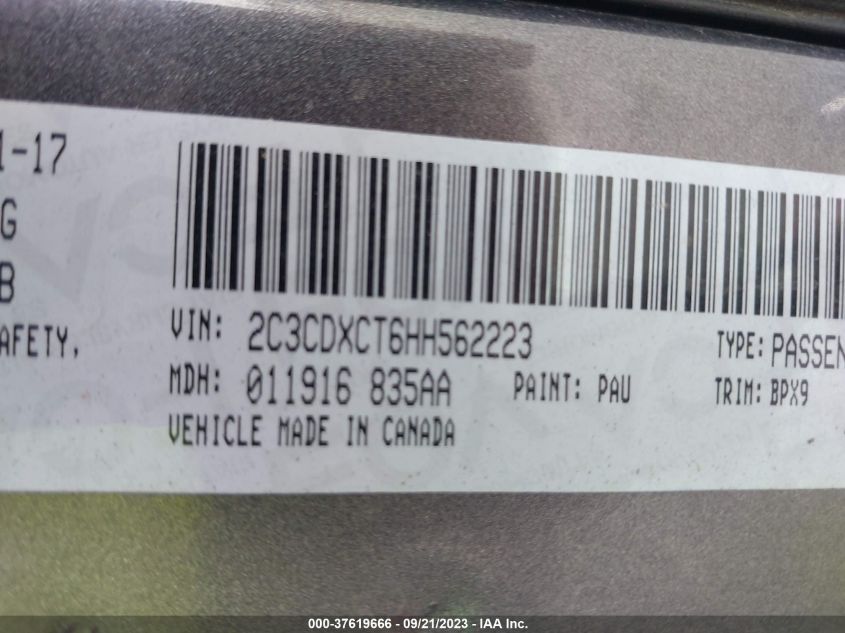 1-17
G
B
AFETY,
VIN: 2C3CDXCT6HH562223
TYPE: PASSEN
MDH: 011916 835AA
PAINT: PAU
TRIM: BPX9
VEHICLE MADE IN CANADA
000-37619666 - 09/21/2023 - IAA Inc.